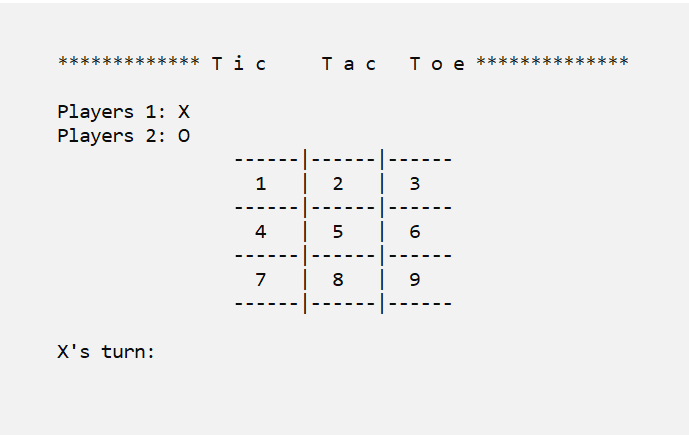 ************* T i c     T a c   T o e **************
Players 1: X
Players 2: O
------|------|------
1 | 2 | 3
------|------|------
4 | 5 | 6
------|------|------
7 | 8 | 9
------|------|------
X's turn: